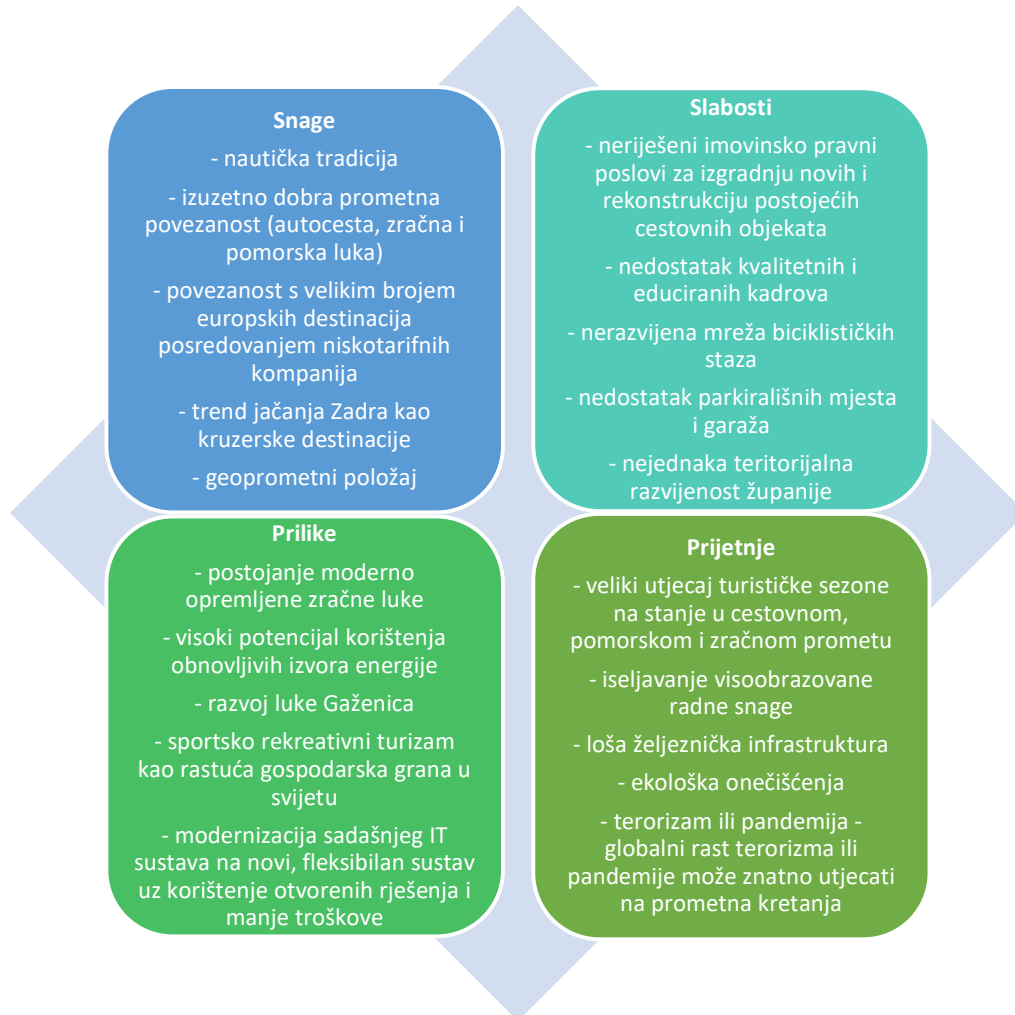 Snage
- nautička tradicija
- izuzetno dobra prometna
povezanost (autocesta, zračna i
pomorska luka)
- povezanost s velikim brojem
europskih destinacija
posredovanjem niskotarifnih
kompanija
- trend jačanja Zadra kao
kruzerske destinacije
- geoprometni položaj
Slabosti
- neriješeni imovinsko pravni
poslovi za izgradnju novih i
rekonstrukciju postojećih
cestovnih objekata
- nedostatak kvalitetnih i
educiranih kadrova
- nerazvijena mreža biciklističkih
staza
- nedostatak parkirališnih mjesta
i garaža
- nejednaka teritorijalna
razvijenost županije
Prilike
- postojanje moderno
opremljene zračne luke
- visoki potencijal korištenja
obnovljivih izvora energije
- razvoj luke Gaženica
- sportsko rekreativni turizam
kao rastuća gospodarska grana u
svijetu
- modernizacija sadašnjeg IT
sustava na novi, fleksibilan sustav
uz korištenje otvorenih rješenja i
manje troškove
Prijetnje
- veliki utjecaj turističke sezone
na stanje u cestovnom,
pomorskom i zračnom prometu
- iseljavanje visoobrazovane
radne snage
- loša željeznička infrastruktura
- ekološka onečišćenja
- terorizam ili pandemija -
globalni rast terorizma ili
pandemije može znatno utjecati
na prometna kretanja